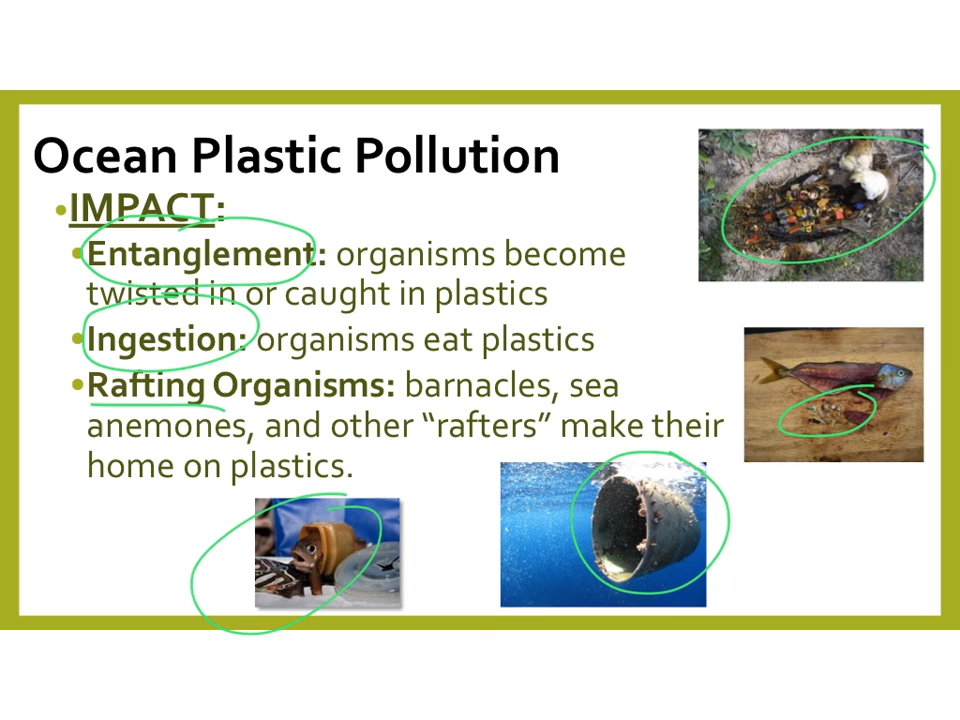 Ocean Plastic Pollution
•IMPACT:
•Entanglement: organisms become
twisted in or caught in plastics
•Ingestion: organisms eat plastics
•Rafting Organisms: barnacles, sea
anemones, and other “rafters” make their
home on plastics.